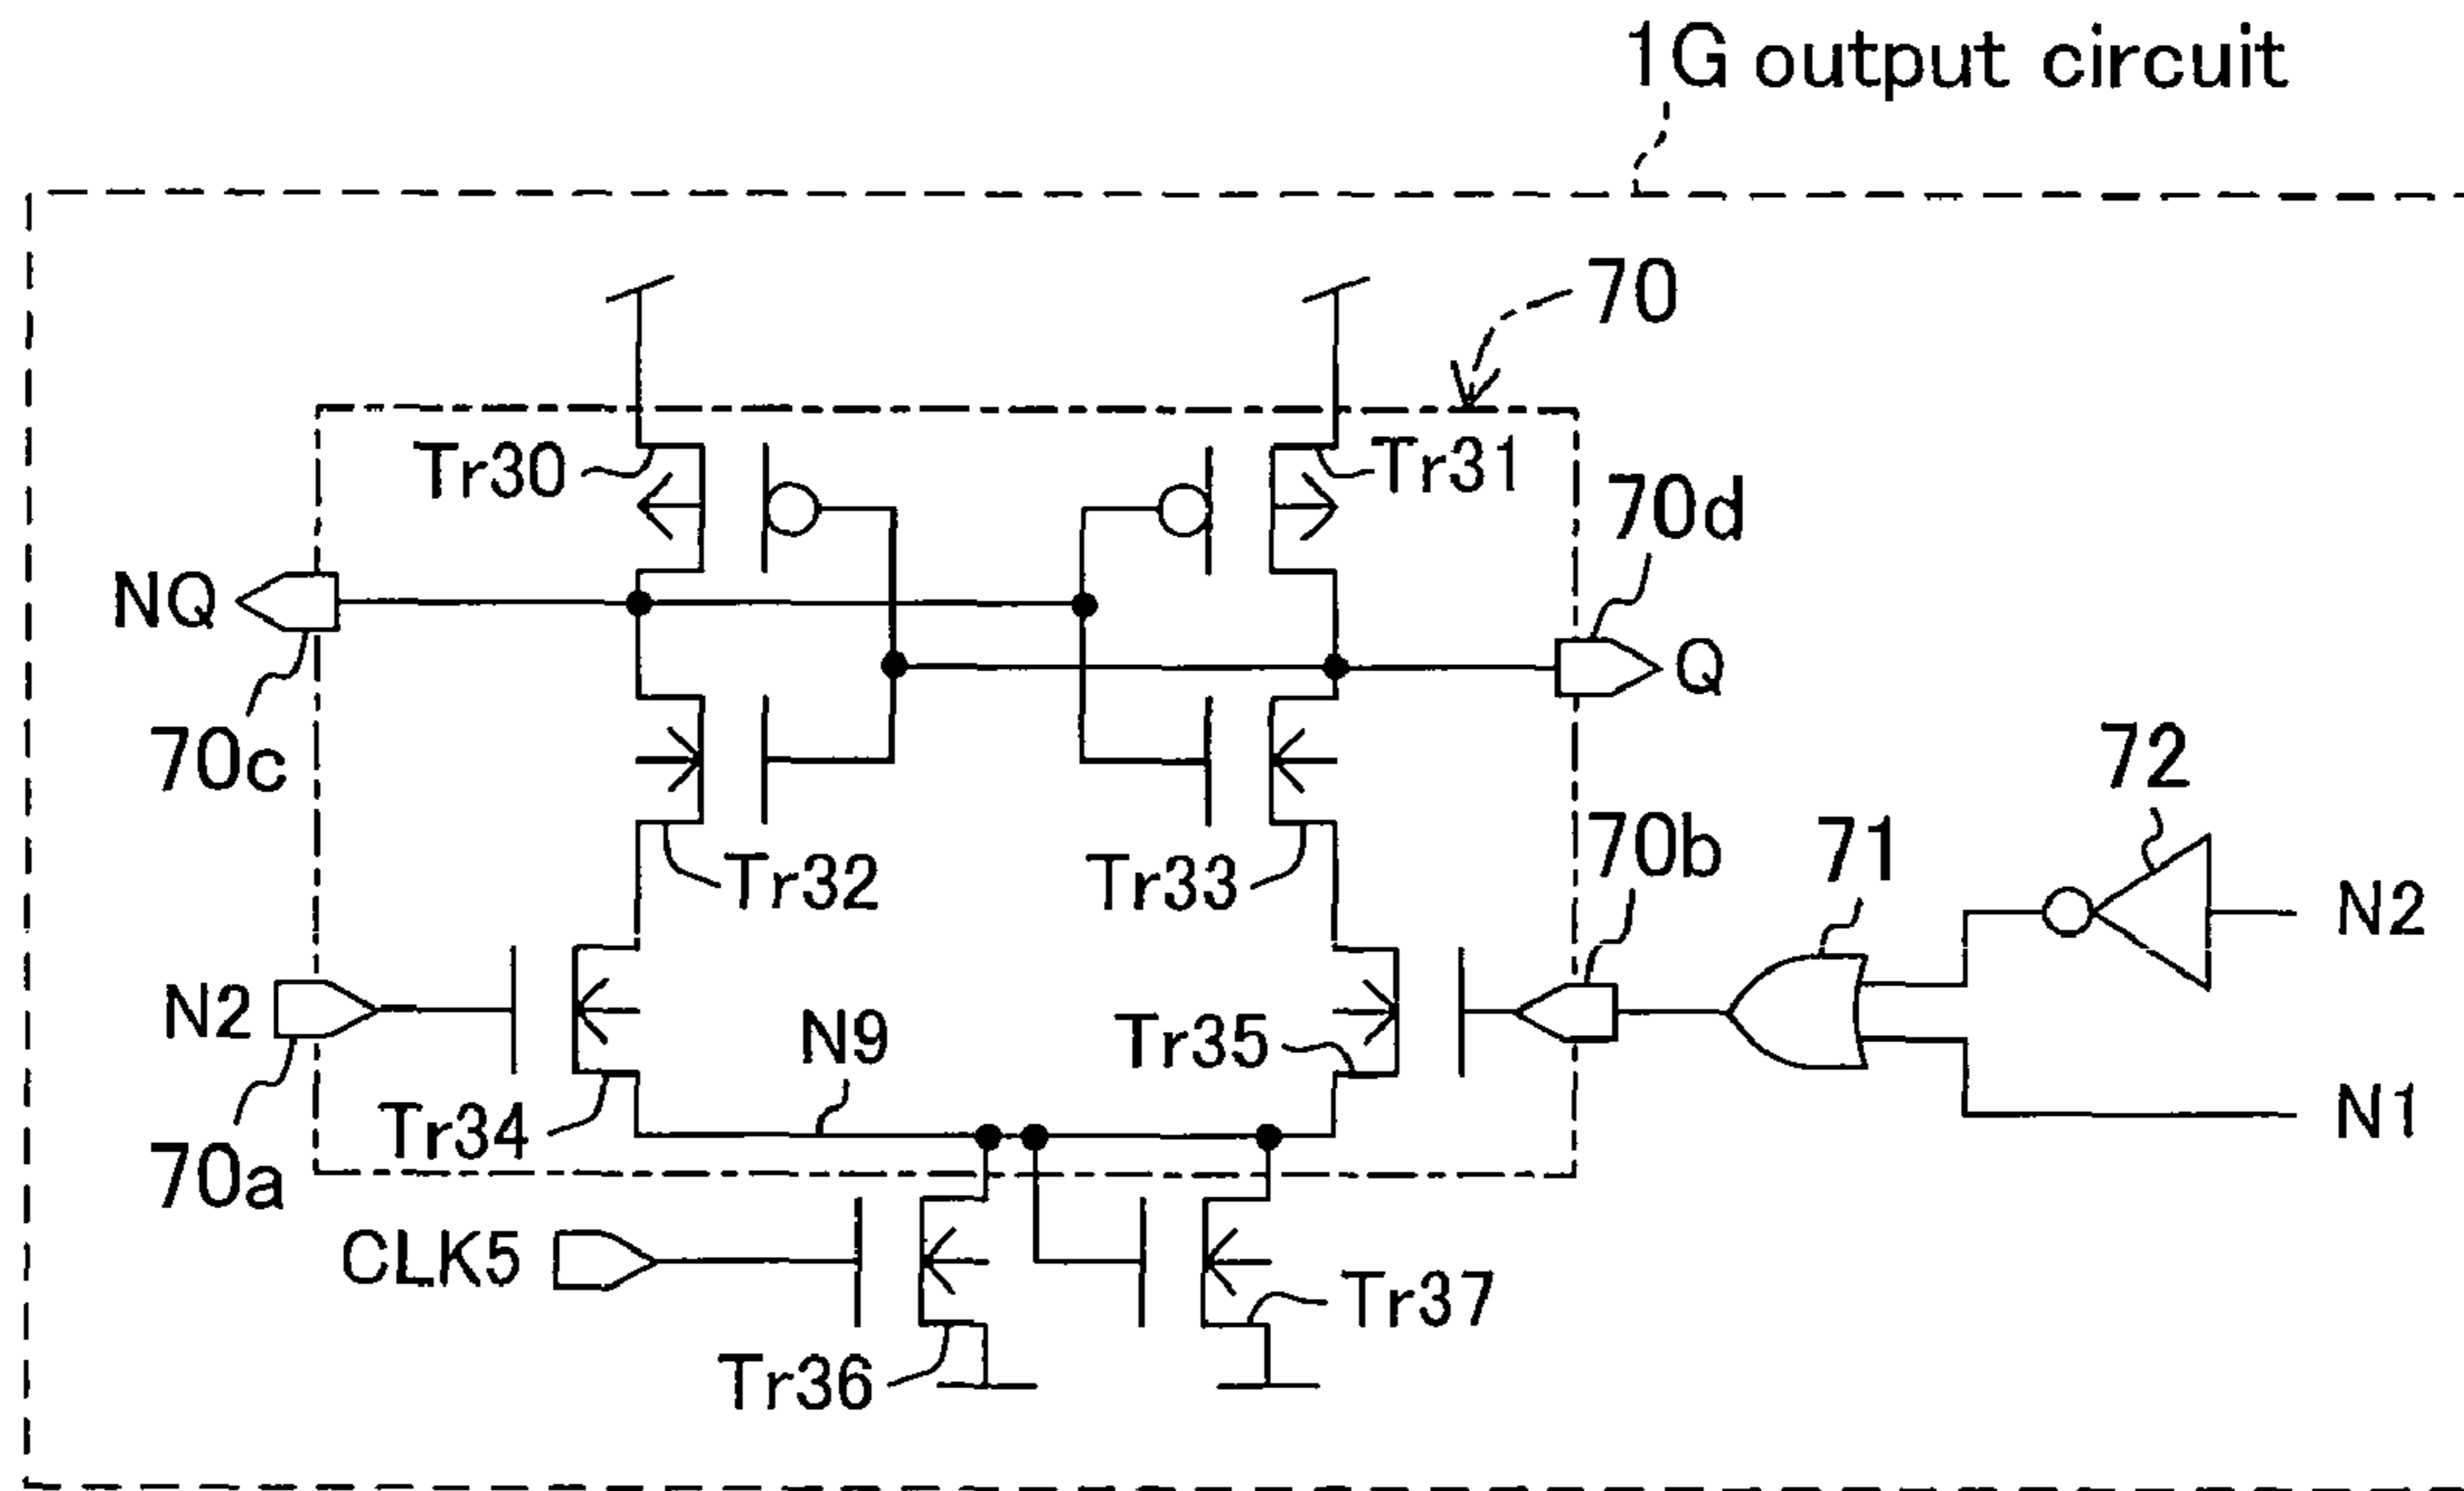 1G output circuit
70
Tr30
Tr31
70d
NQ
Q
70c
72
70b
71
Tr32
Tr33
N2
N2
N9
Tr35
Tr34
N1
70a
CLK5
Tr37
Tr36